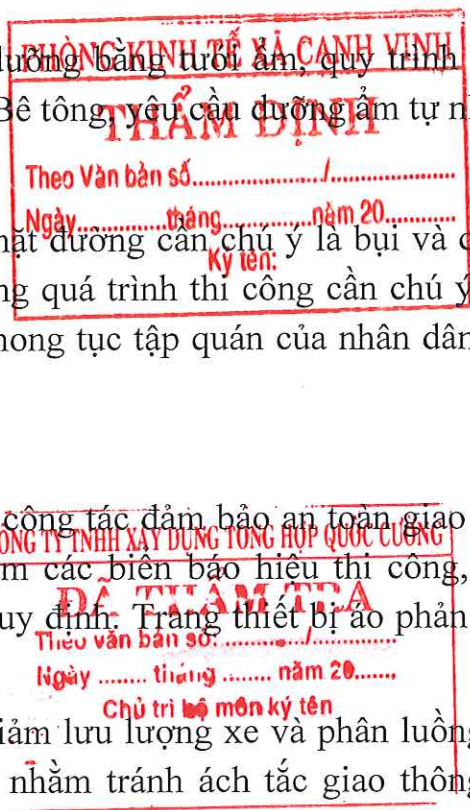 dưỡng bằng tưới ẩm, quy trình
PHÒNG KINH TẾ XÃ CANH VINH
Bê tông, yêu cầu dưỡng ẩm tự nh
THẨM ĐỊNH
Theo Văn bản số................/................
Ngày.............tháng.............năm 20............
mặt đường cần chú ý là bụi và
Ký tên:
ng quá trình thi công cần chú ý
hong tục tập quán của nhân dân
công tác đảm bảo an toàn giao
CÔNG TY TNHH XÂY DỰNG TỔNG HỢP QUỐC CƯỜNG
m các biển báo hiệu thi công,
ĐÃ THẨM TRA
uy định. Trang thiết bị áo phản
Theo văn bản số: ............/..............
Ngày ........ tháng ........ năm 20......,
Chủ trì bộ môn ký tên
iảm lưu lượng xe và phân luồng
nhằm tránh ách tắc giao thông